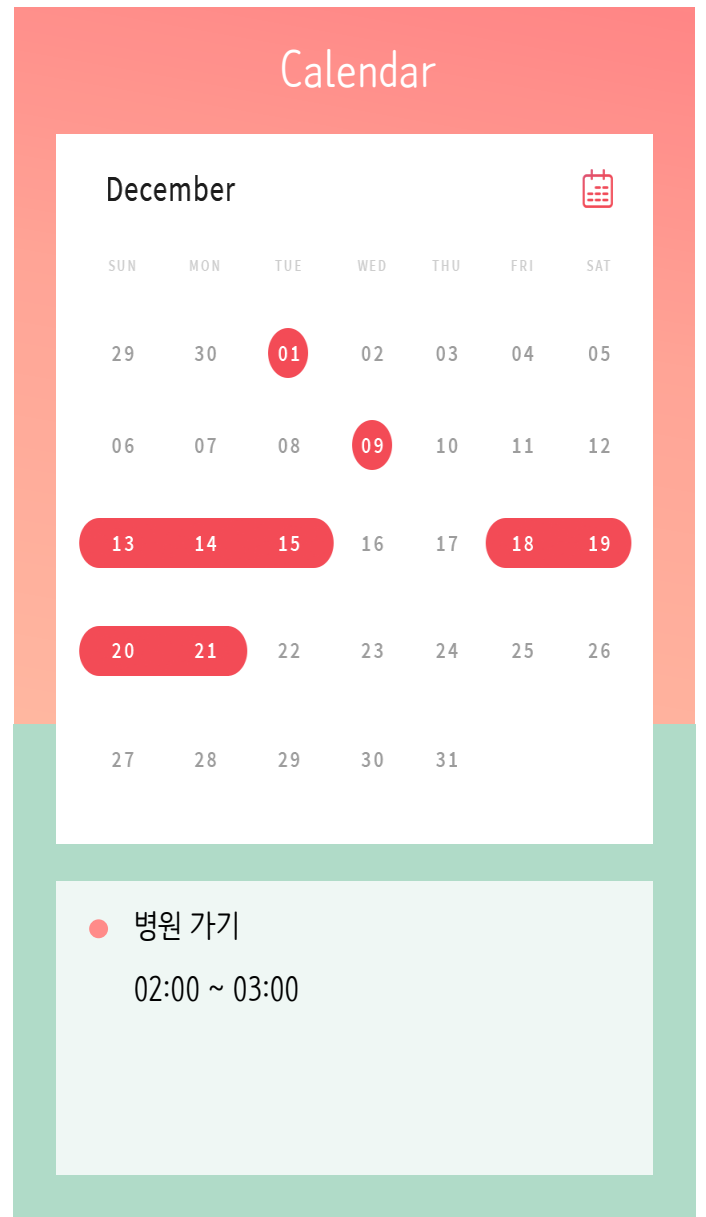 Calendar
December
SUN MON TUE WED THU FRI SAT
29 30 01 02 03 04 05
06 07 08 09 10 11 12
13 14 15 16 17 18 19
20 21 22 23 24 25 26
27 28 29 30 31
병원 가기
02:00 ~ 03:00